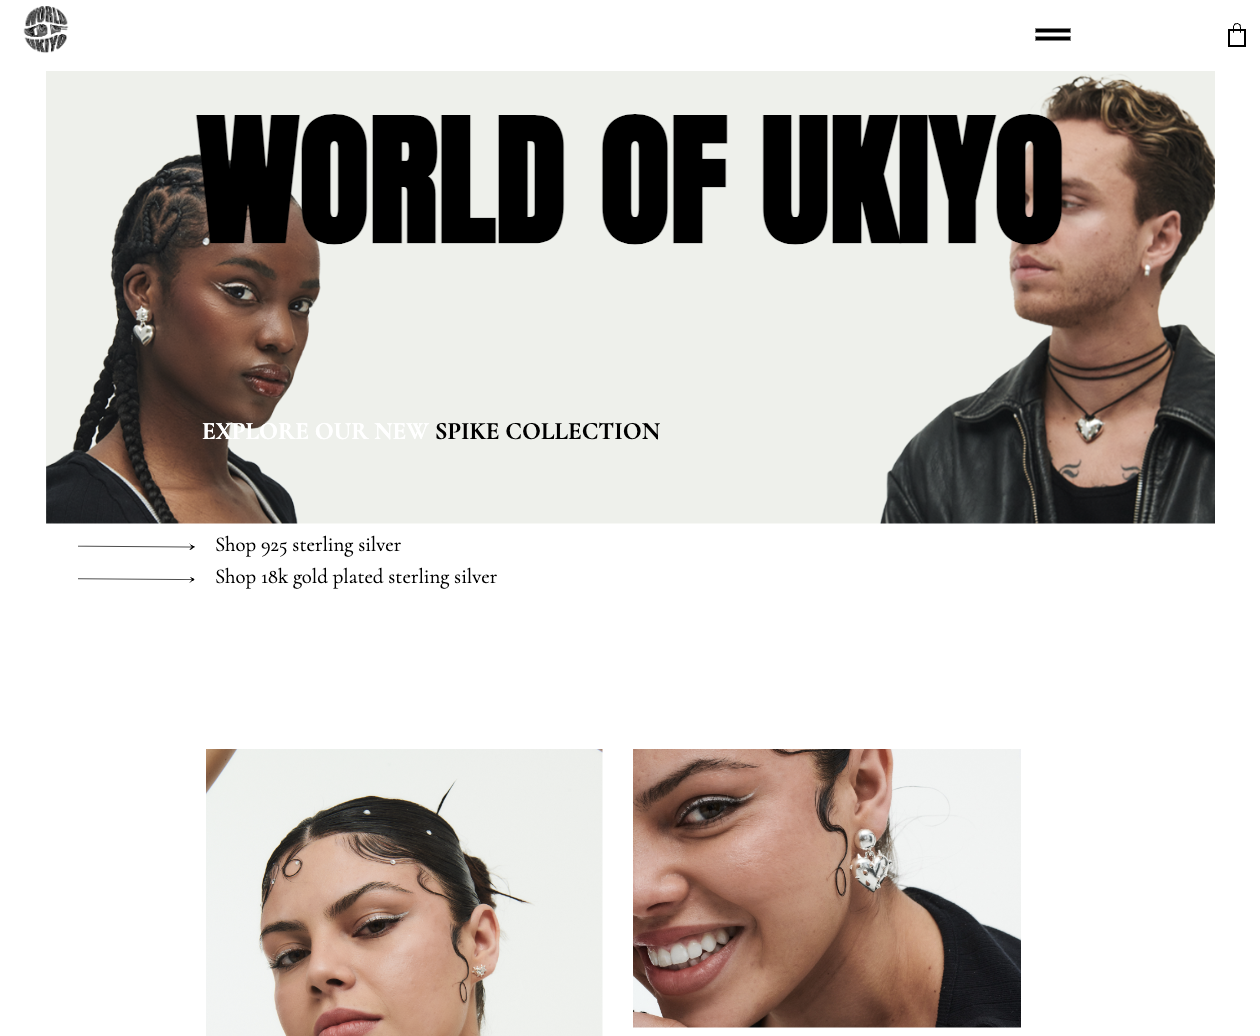 WORLD
OF
UKIYO
WORLD OF UKIYO
EXPLORE OUR NEW SPIKE COLLECTION
Shop 925 sterling silver
Shop 18k gold plated sterling silver